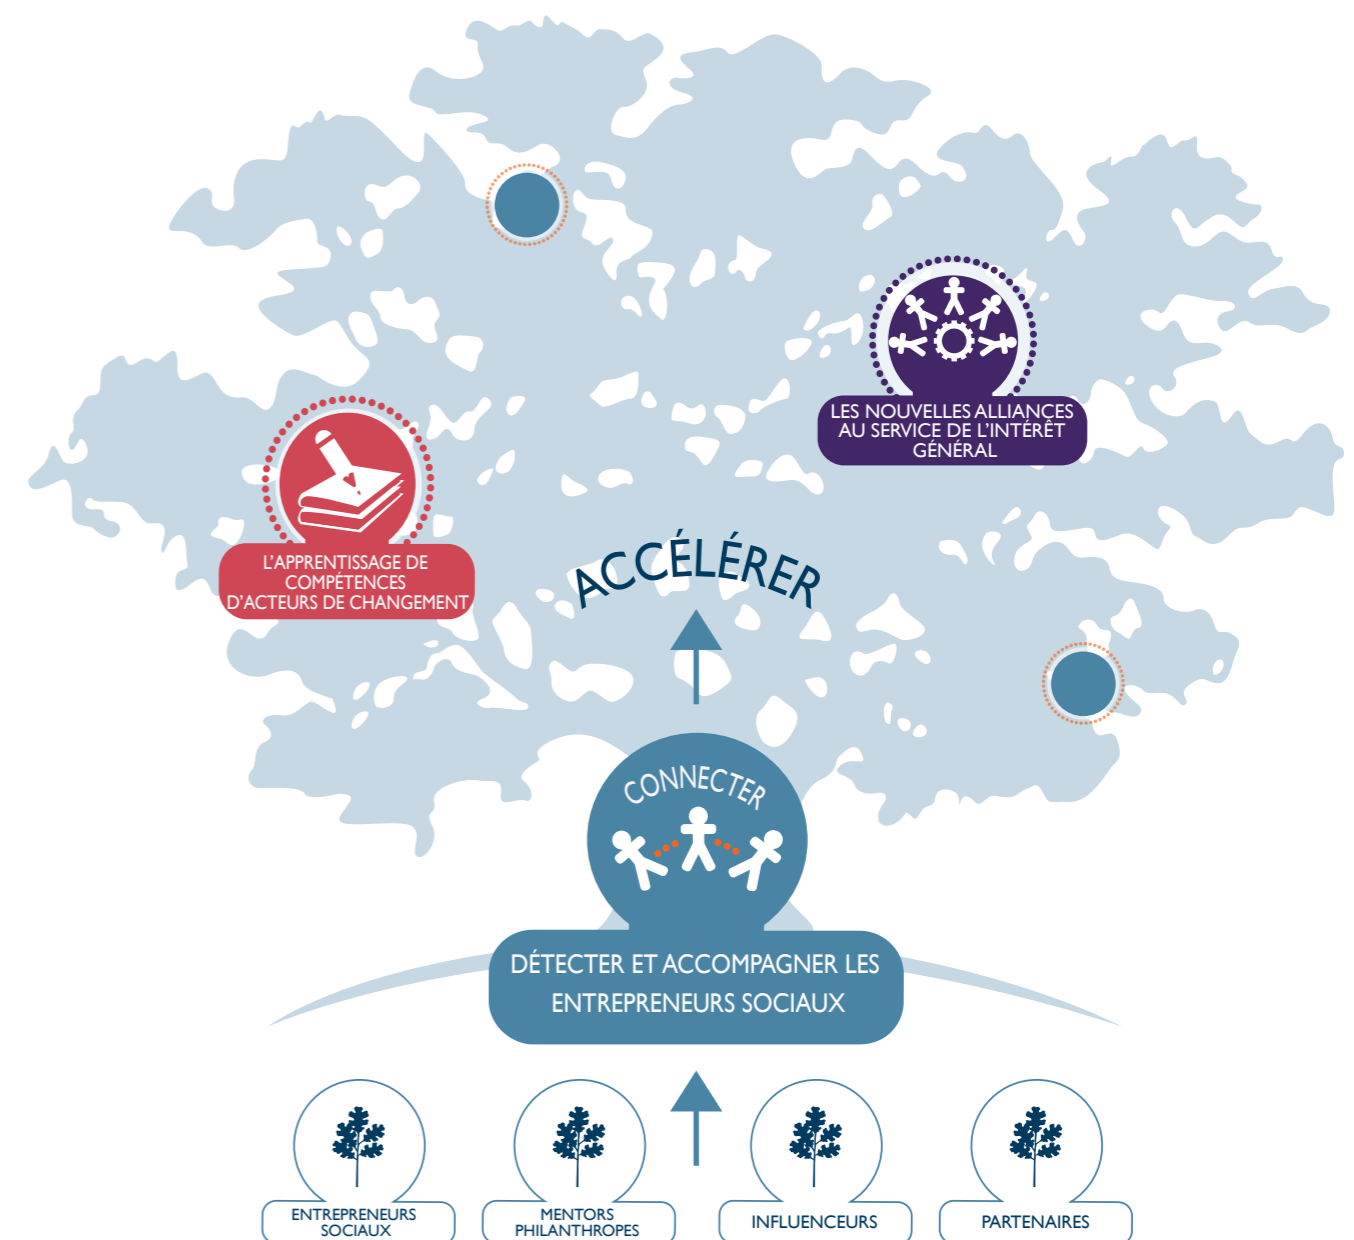 LES NOUVELLES ALLIANCES
AU SERVICE DE L'INTÉRÊT
GÉNÉRAL
L'APPRENTISSAGE DE
COMPÉTENCES
D'ACTEURS DE CHANGEMENT
ACCÉLÉRER
CONNECTER
DÉTECTER ET ACCOMPAGNER LES
ENTREPRENEURS SOCIAUX
ENTREPRENEURS
SOCIAUX
MENTORS
PHILANTHROPES
INFLUENCEURS
PARTENAIRES